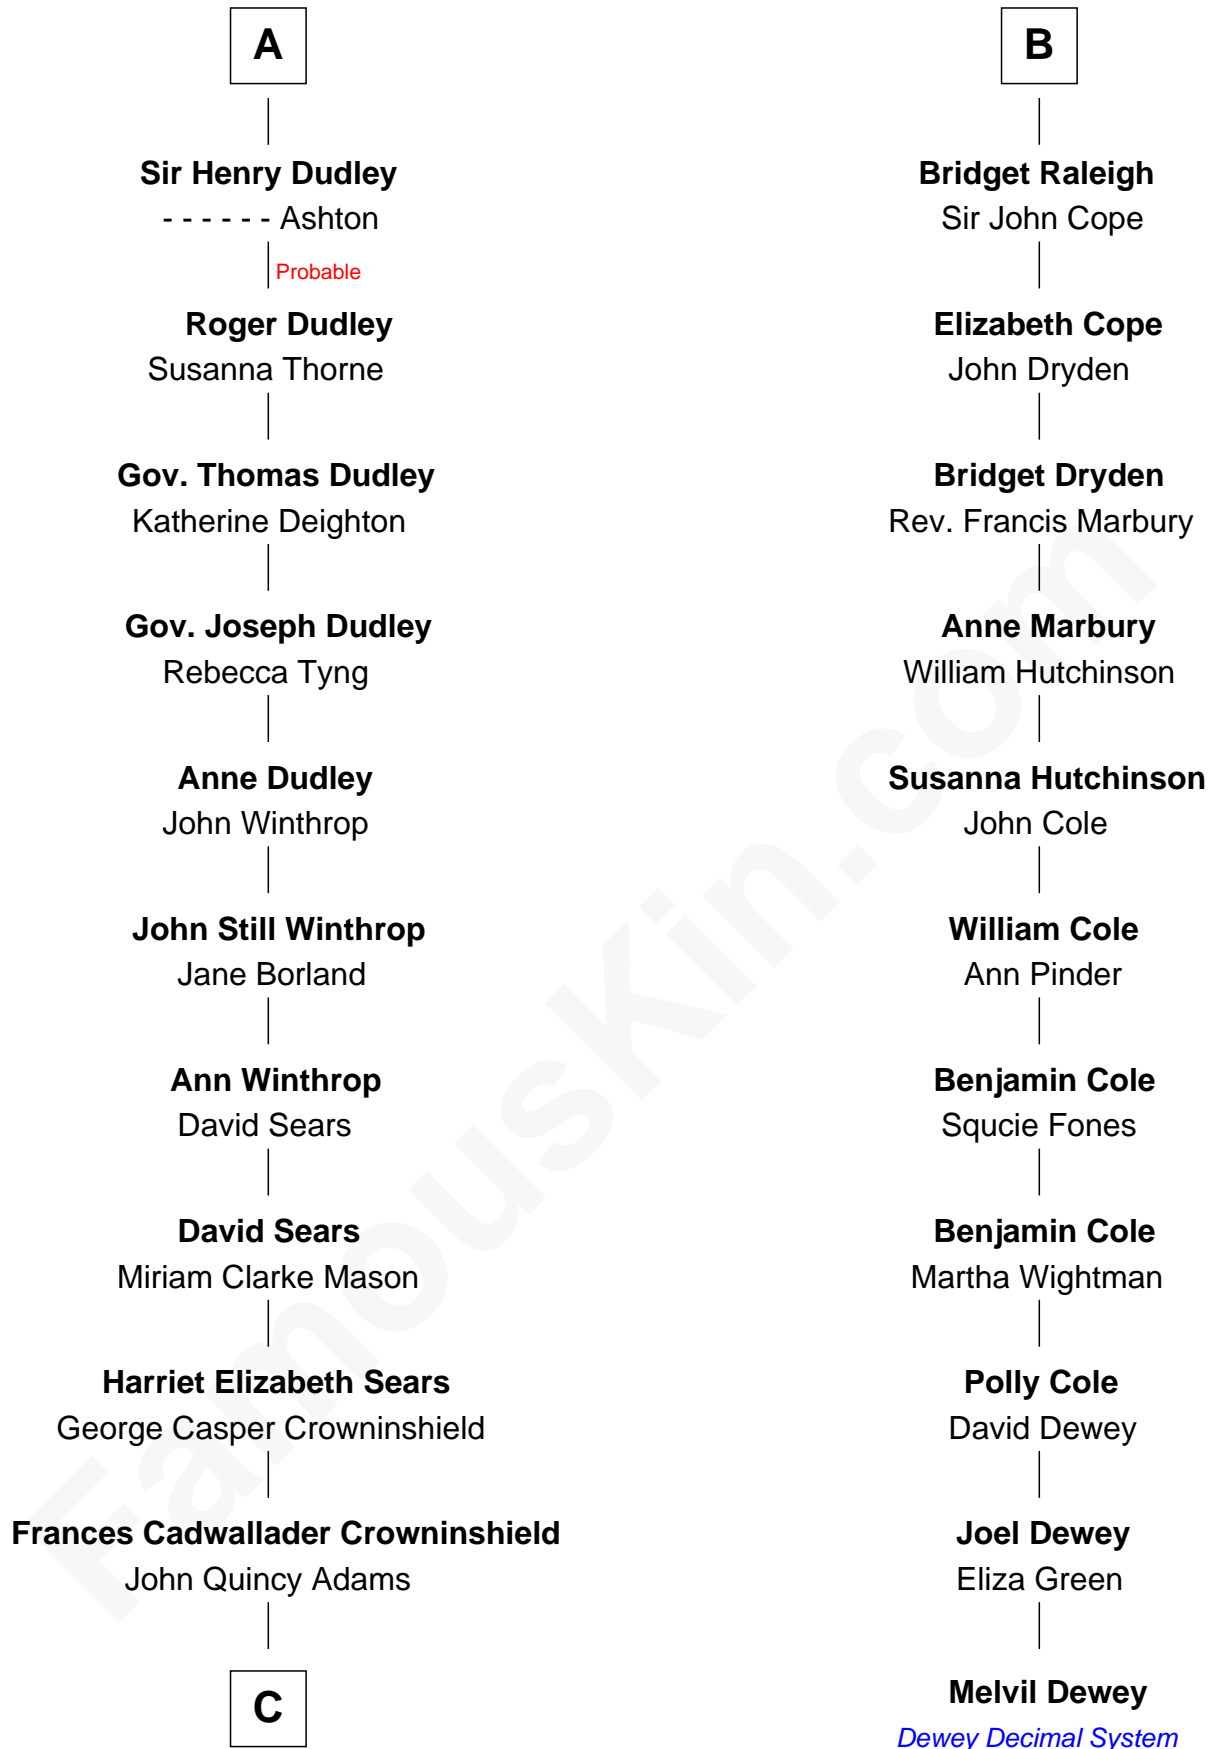 A
Sir Henry Dudley
- - - - - - Ashton
Probable
Roger Dudley
Susanna Thorne
Gov. Thomas Dudley
Katherine Deighton
Gov. Joseph Dudley
Rebecca Tyng
Anne Dudley
John Winthrop
John Still Winthrop
Jane Borland
Ann Winthrop
David Sears
David Sears
Miriam Clarke Mason
Harriet Elizabeth Sears
George Casper Crowninshield
Frances Cadwallader Crowninshield
John Quincy Adams
C
B
Bridget Raleigh
Sir John Cope
Elizabeth Cope
John Dryden
Bridget Dryden
Rev. Francis Marbury
Anne Marbury
William Hutchinson
Susanna Hutchinson
John Cole
William Cole
Ann Pinder
Benjamin Cole
Squcie Fones
Benjamin Cole
Martha Wightman
Polly Cole
David Dewey
Joel Dewey
Eliza Green
Melvil Dewey
Dewey Decimal System
FamousKin.com